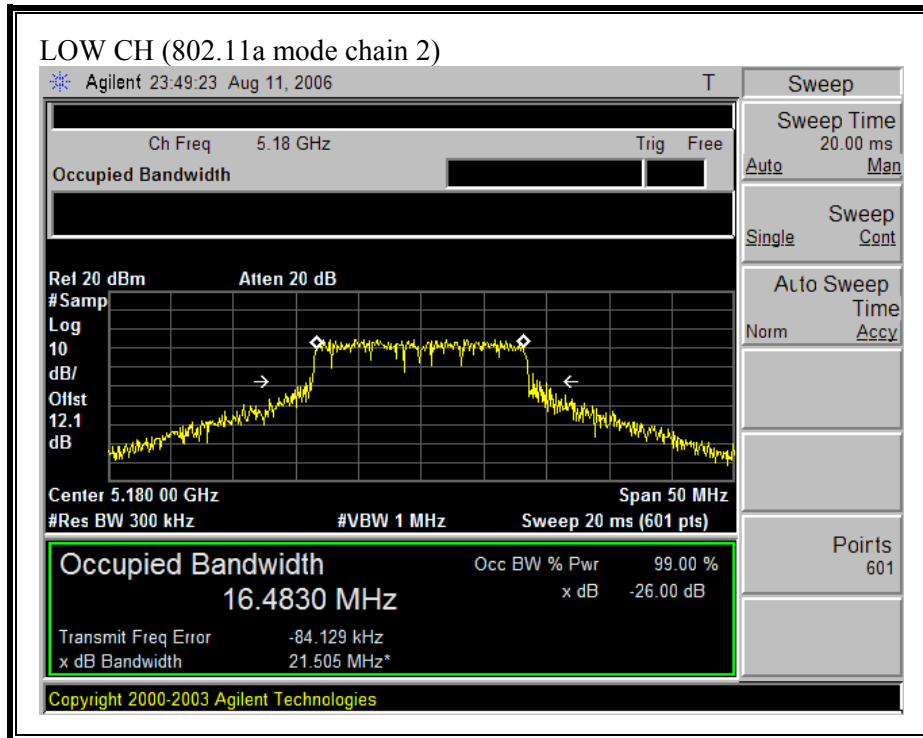 LOW CH (802.11a mode chain 2)
Agilent 23:49:23 Aug 11, 2006 T
Sweep
Ch Freq 5.18 GHz Trig Free
Occupied Bandwidth
Sweep Time
20.00 ms
Auto Man
Sweep
Single Cont
Auto Sweep
Time
Norm Accy
Points
601
Ref 20 dBm Atten 20 dB
#Samp
Log
10
dB/
Offst
12.1
dB
Center 5.180 00 GHz Span 50 MHz
#Res BW 300 kHz #VBW 1 MHz Sweep 20 ms (601 pts)
Occupied Bandwidth Occ BW % Pwr 99.00 %
16.4830 MHz x dB -26.00 dB
Transmit Freq Error -84.129 kHz
x dB Bandwidth 21.505 MHz*
Copyright 2000-2003 Agilent Technologies